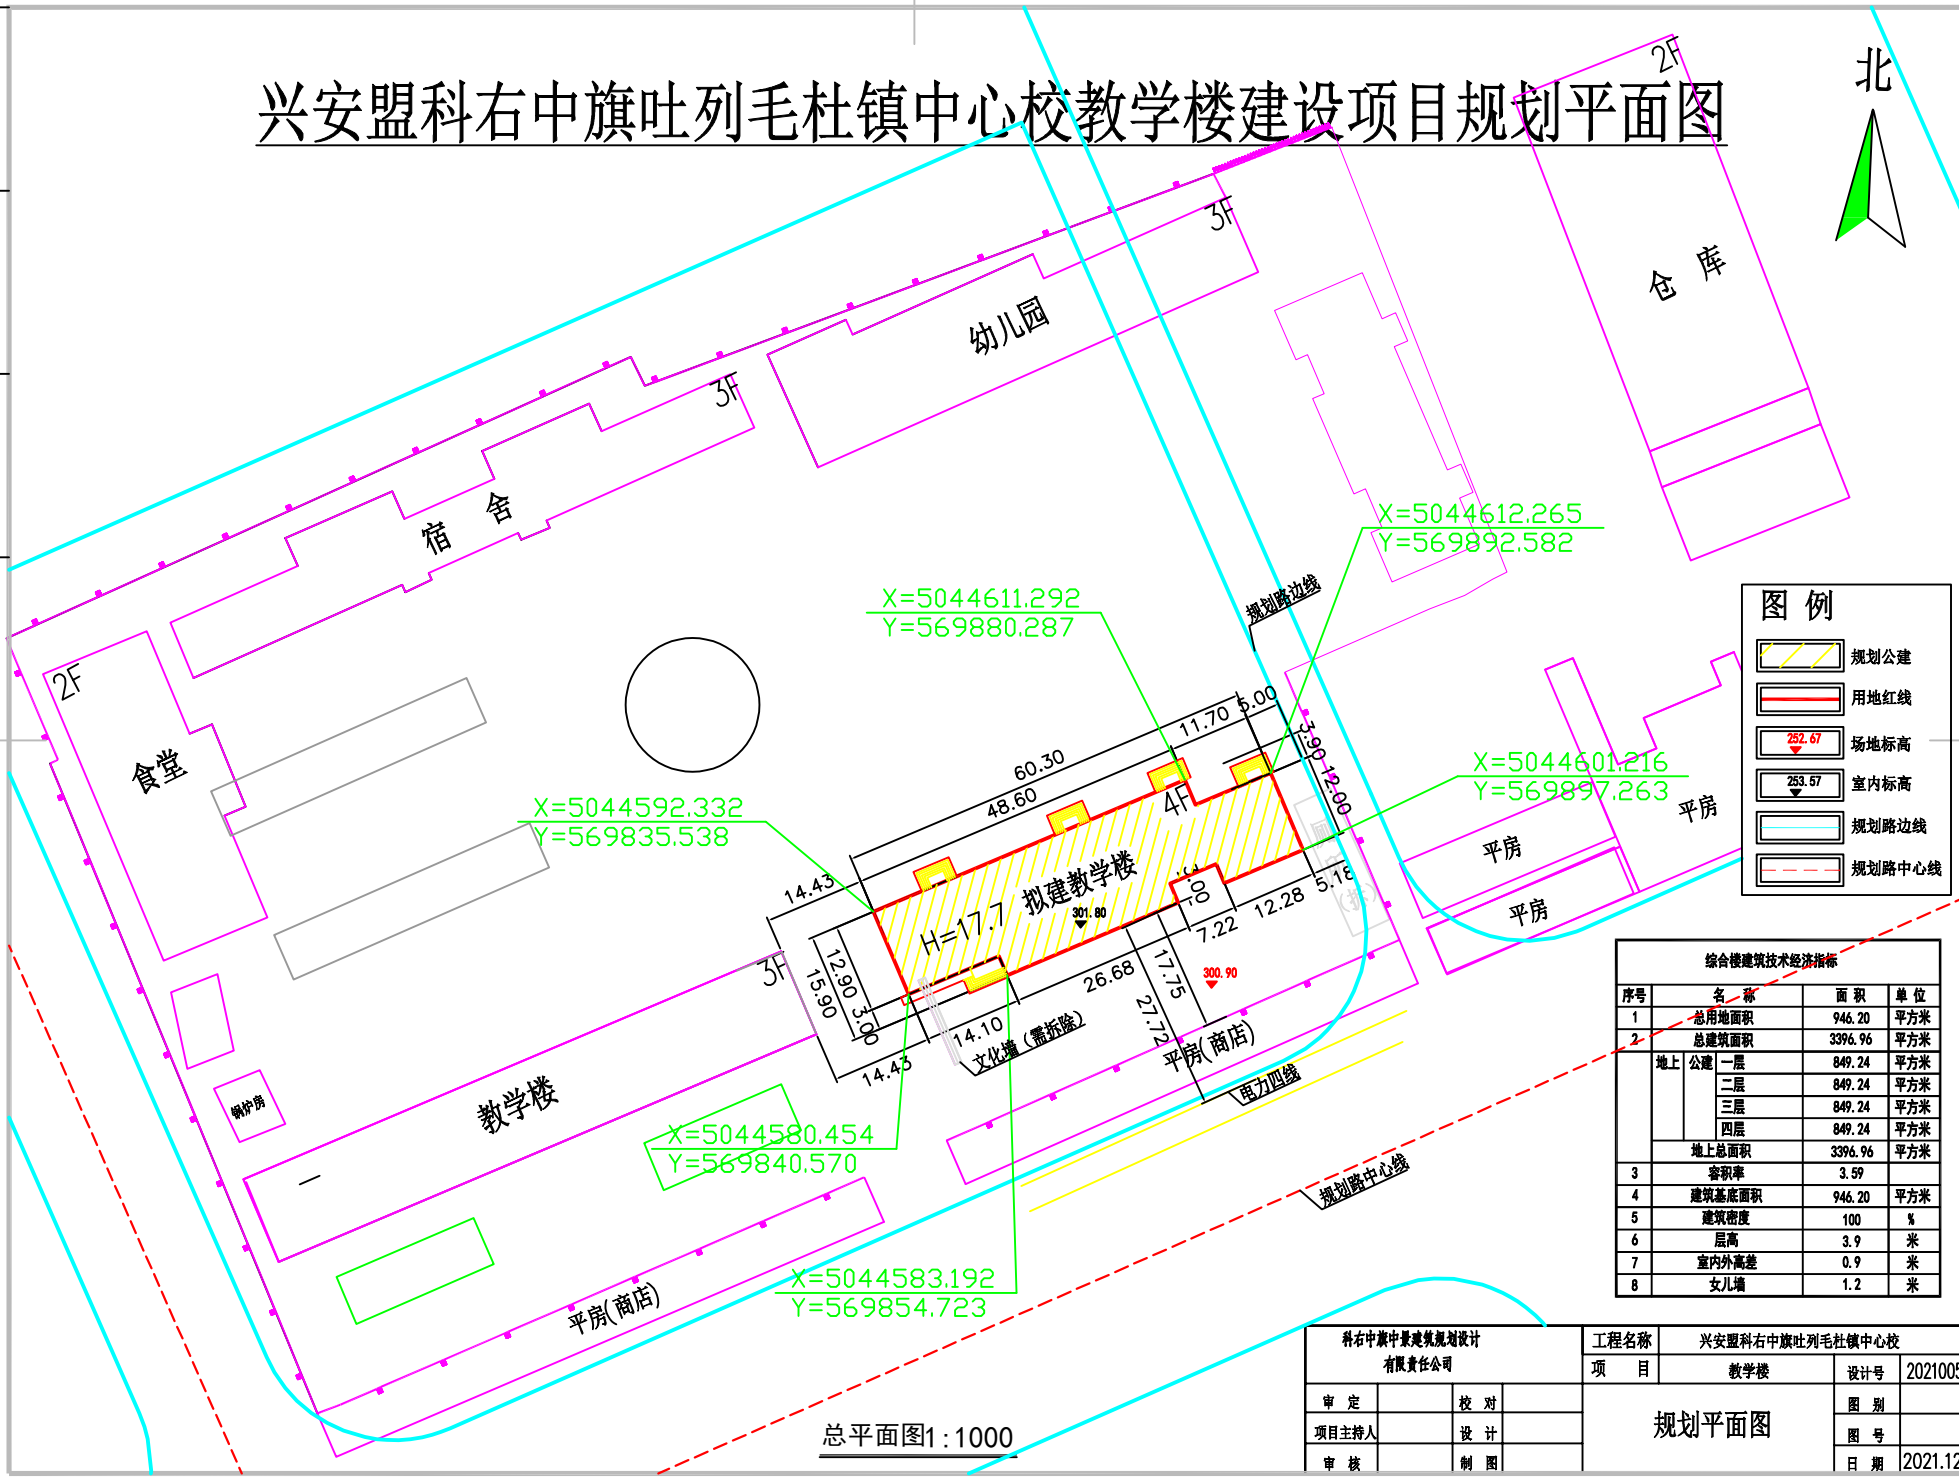 兴安盟科右中旗吐列毛杜镇中心校教学楼建设项目规划平面图
北
2F
3F
仓 库
幼儿园
3F
宿 舍
X=5044612.265
Y=569892.582
规划路边线
X=5044611.292
Y=569880.287
2F
食堂
图 例
规划公建
用地红线
252.67
场地标高
253.57
室内标高
规划路边线
规划路中心线
5.00
11.70
60.30
48.60
3.90
12.00
X=5044601.216
Y=569897.263
平房
平房
平房
X=5044592.332
Y=569835.538
14.43
4F
拟建教学楼
301.80
H=17.7
3.00
5.18
12.28
7.22
3F
12.90
15.90
3.00
26.68
17.75
27.72
300.90
14.10
14.43
文化墙（需拆除）
平房(商店)
电力四线
锅炉房
教学楼
X=5044580.454
Y=569840.570
规划路中心线
X=5044583.192
Y=569854.723
平房(商店)
综合楼建筑技术经济指标
序号 名 称 面 积 单 位
1 总用地面积 946.20 平方米
2 总建筑面积 3396.96 平方米
地上 公建 一层 849.24 平方米
二层 849.24 平方米
三层 849.24 平方米
四层 849.24 平方米
地上总面积 3396.96 平方米
3 容积率 3.59
4 建筑基底面积 946.20 平方米
5 建筑密度 100 %
6 层高 3.9 米
7 室内外高差 0.9 米
8 女儿墙 1.2 米
总平面图1:1000
科右中旗中景建筑规划设计
有限责任公司
工程名称 兴安盟科右中旗吐列毛杜镇中心校
项 目 教学楼 设计号 2021005
审 定 校 对 规划平面图 图 别
项目主持人 设 计 图 号
审 核 制 图 日 期 2021.12